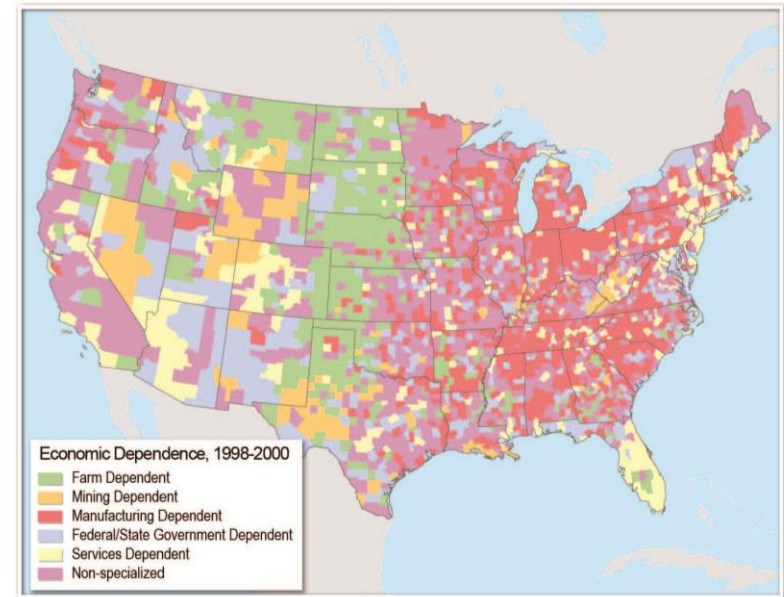 Economic Dependence, 1998-2000
Farm Dependent
Mining Dependent
Manufacturing Dependent
Federal/State Government Dependent
Services Dependent
Non-specialized